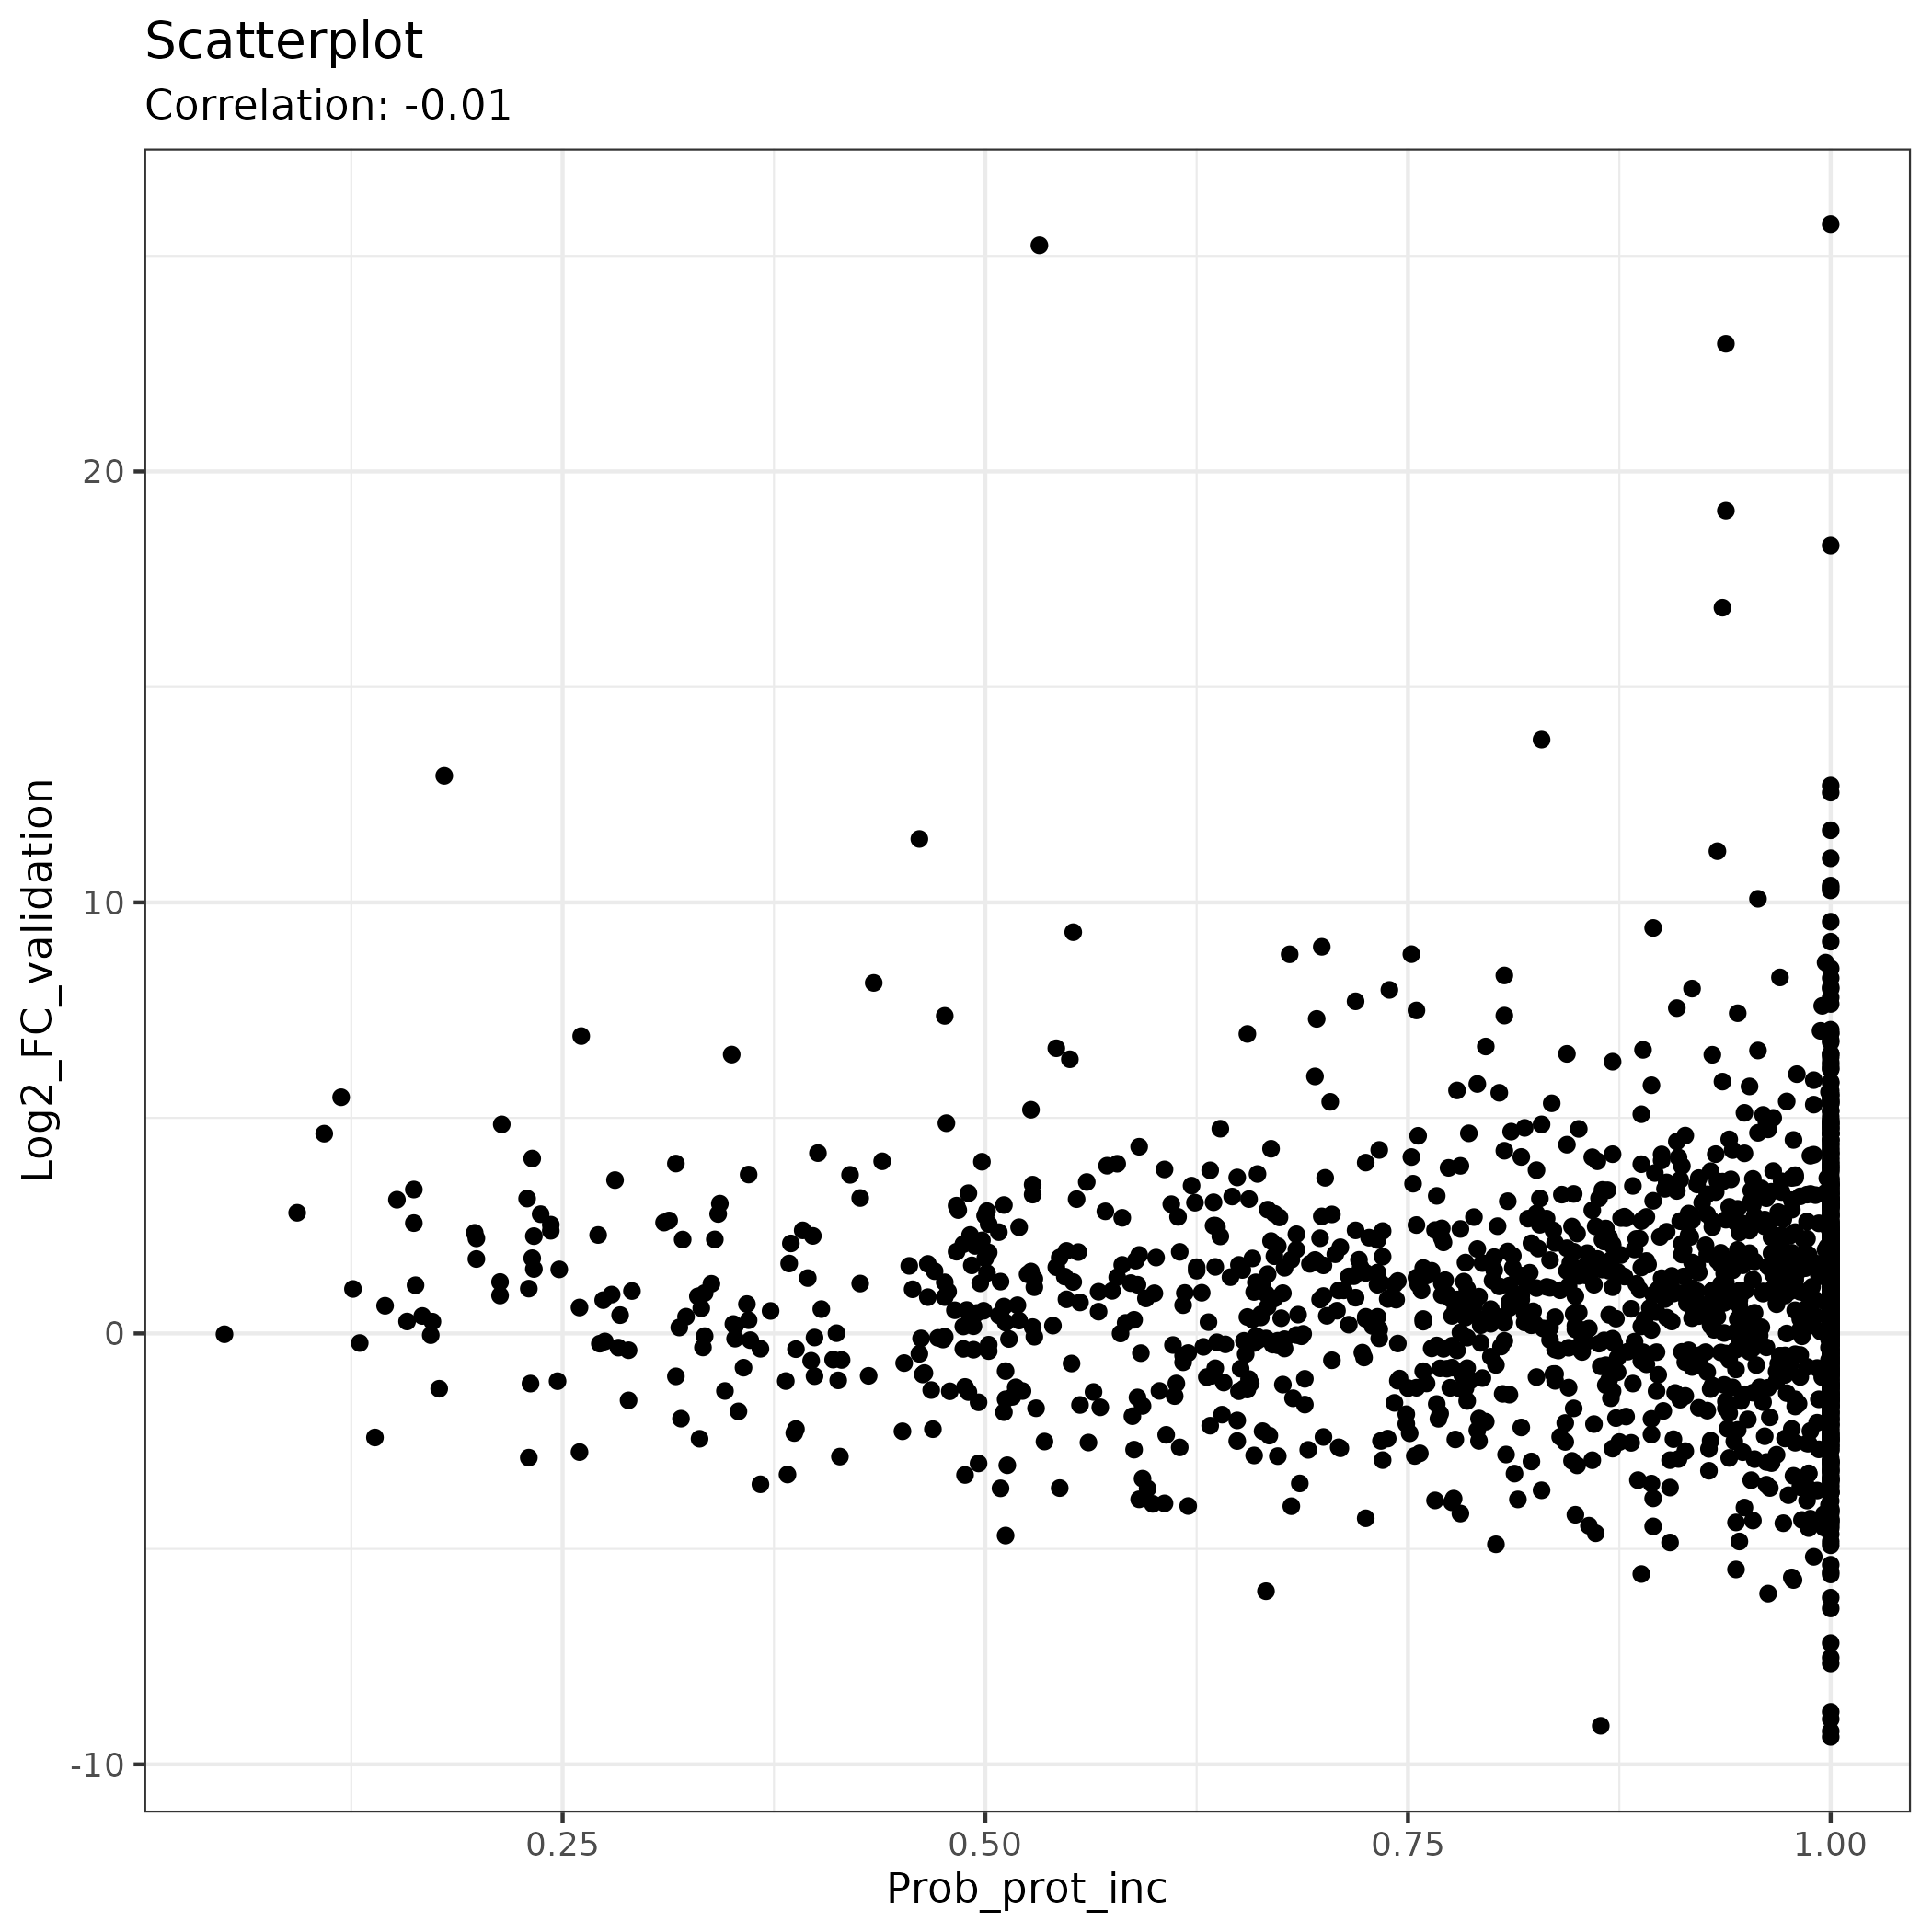 Scatterplot
Correlation: -0.01
Log2_FC_validation
20
10
0
-10
0.25
0.50
0.75
1.00
Prob_prot_inc